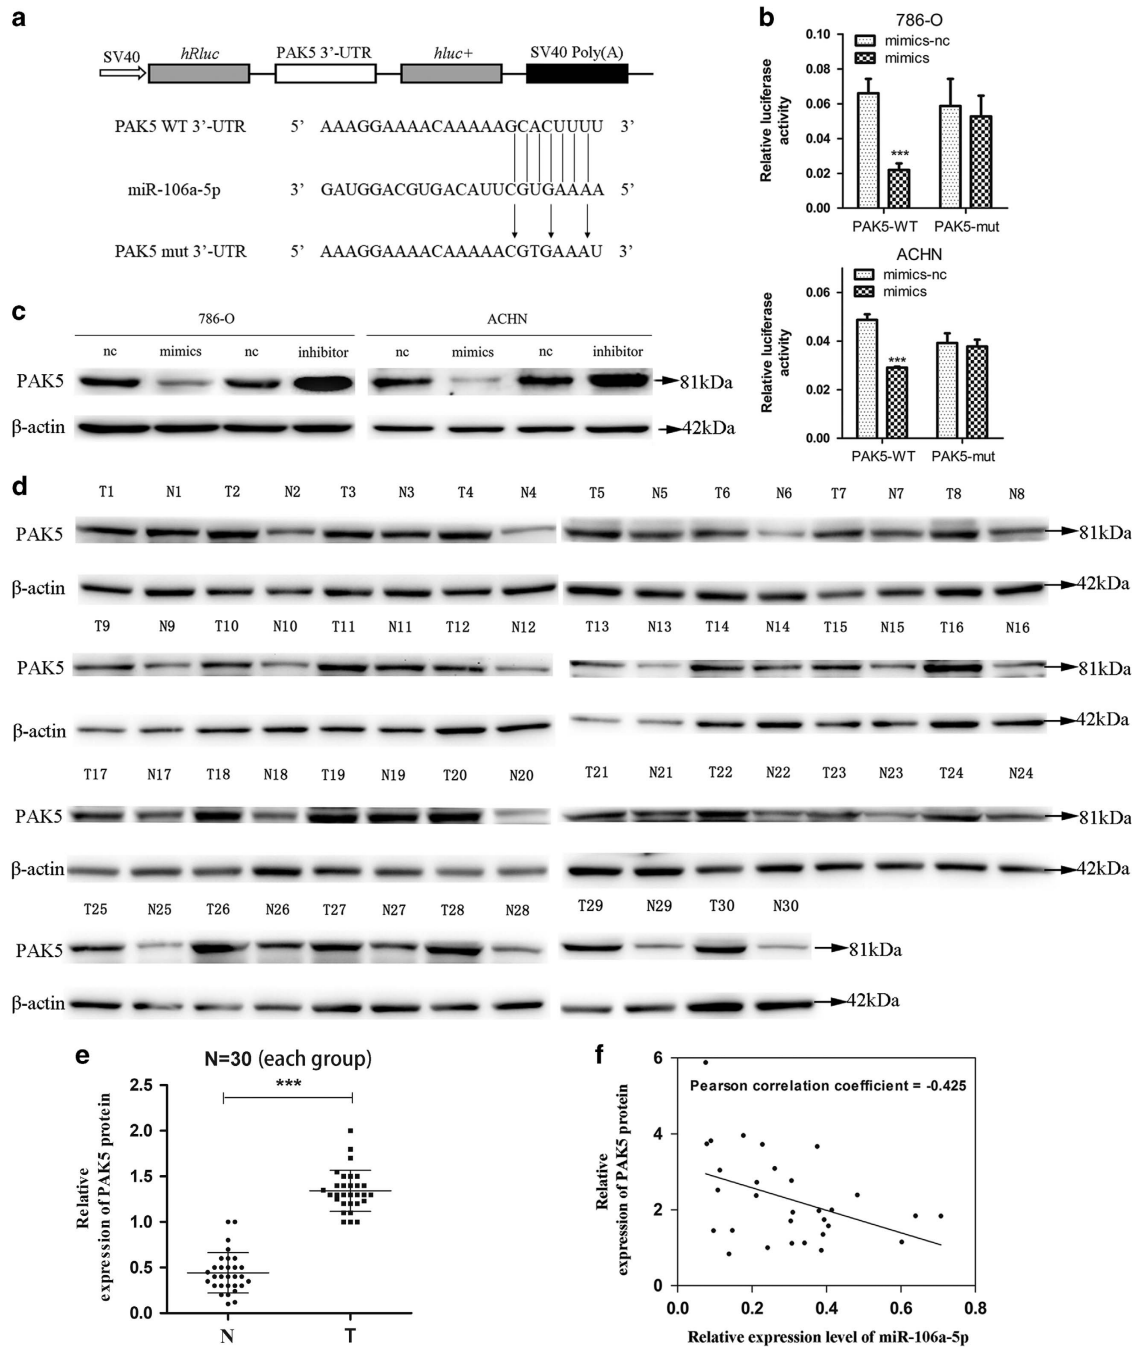 a
SV40 hRluc PAK5 3’-UTR hluc+ SV40 Poly(A)
PAK5 WT 3’-UTR 5’ AAAGGAAAACAAAAAGCACUUUU 3’
miR-106a-5p 3’ GAUGGACGUGACAUUCGUGAAAA 5’
PAK5 mut 3’-UTR 5’ AAAGGAAAACAAAAACGTGAAAU 3’
b
786-O
Relative luciferase
activity
0.10
0.08
0.06
0.04
0.02
0.00
mimics-nc
mimics
***
PAK5-WT PAK5-mut
ACHN
Relative luciferase
activity
0.06
0.04
0.02
0.00
mimics-nc
mimics
***
PAK5-WT PAK5-mut
c
786-O ACHN
nc mimics nc inhibitor nc mimics nc inhibitor
PAK5 81kDa
β-actin 42kDa
d
T1 N1 T2 N2 T3 N3 T4 N4 T5 N5 T6 N6 T7 N7 T8 N8
PAK5 81kDa
β-actin 42kDa
T9 N9 T10 N10 T11 N11 T12 N12 T13 N13 T14 N14 T15 N15 T16 N16
PAK5 81kDa
β-actin 42kDa
T17 N17 T18 N18 T19 N19 T20 N20 T21 N21 T22 N22 T23 N23 T24 N24
PAK5 81kDa
β-actin 42kDa
T25 N25 T26 N26 T27 N27 T28 N28 T29 N29 T30 N30
PAK5 81kDa
β-actin 42kDa
e
N=30 (each group)
***
Relative
expression of PAK5 protein
2.5
2.0
1.5
1.0
0.5
0.0
N T
f
Pearson correlation coefficient = -0.425
Relative
expression of PAK5 protein
6
4
2
0
0.0 0.2 0.4 0.6 0.8
Relative expression level of miR-106a-5p